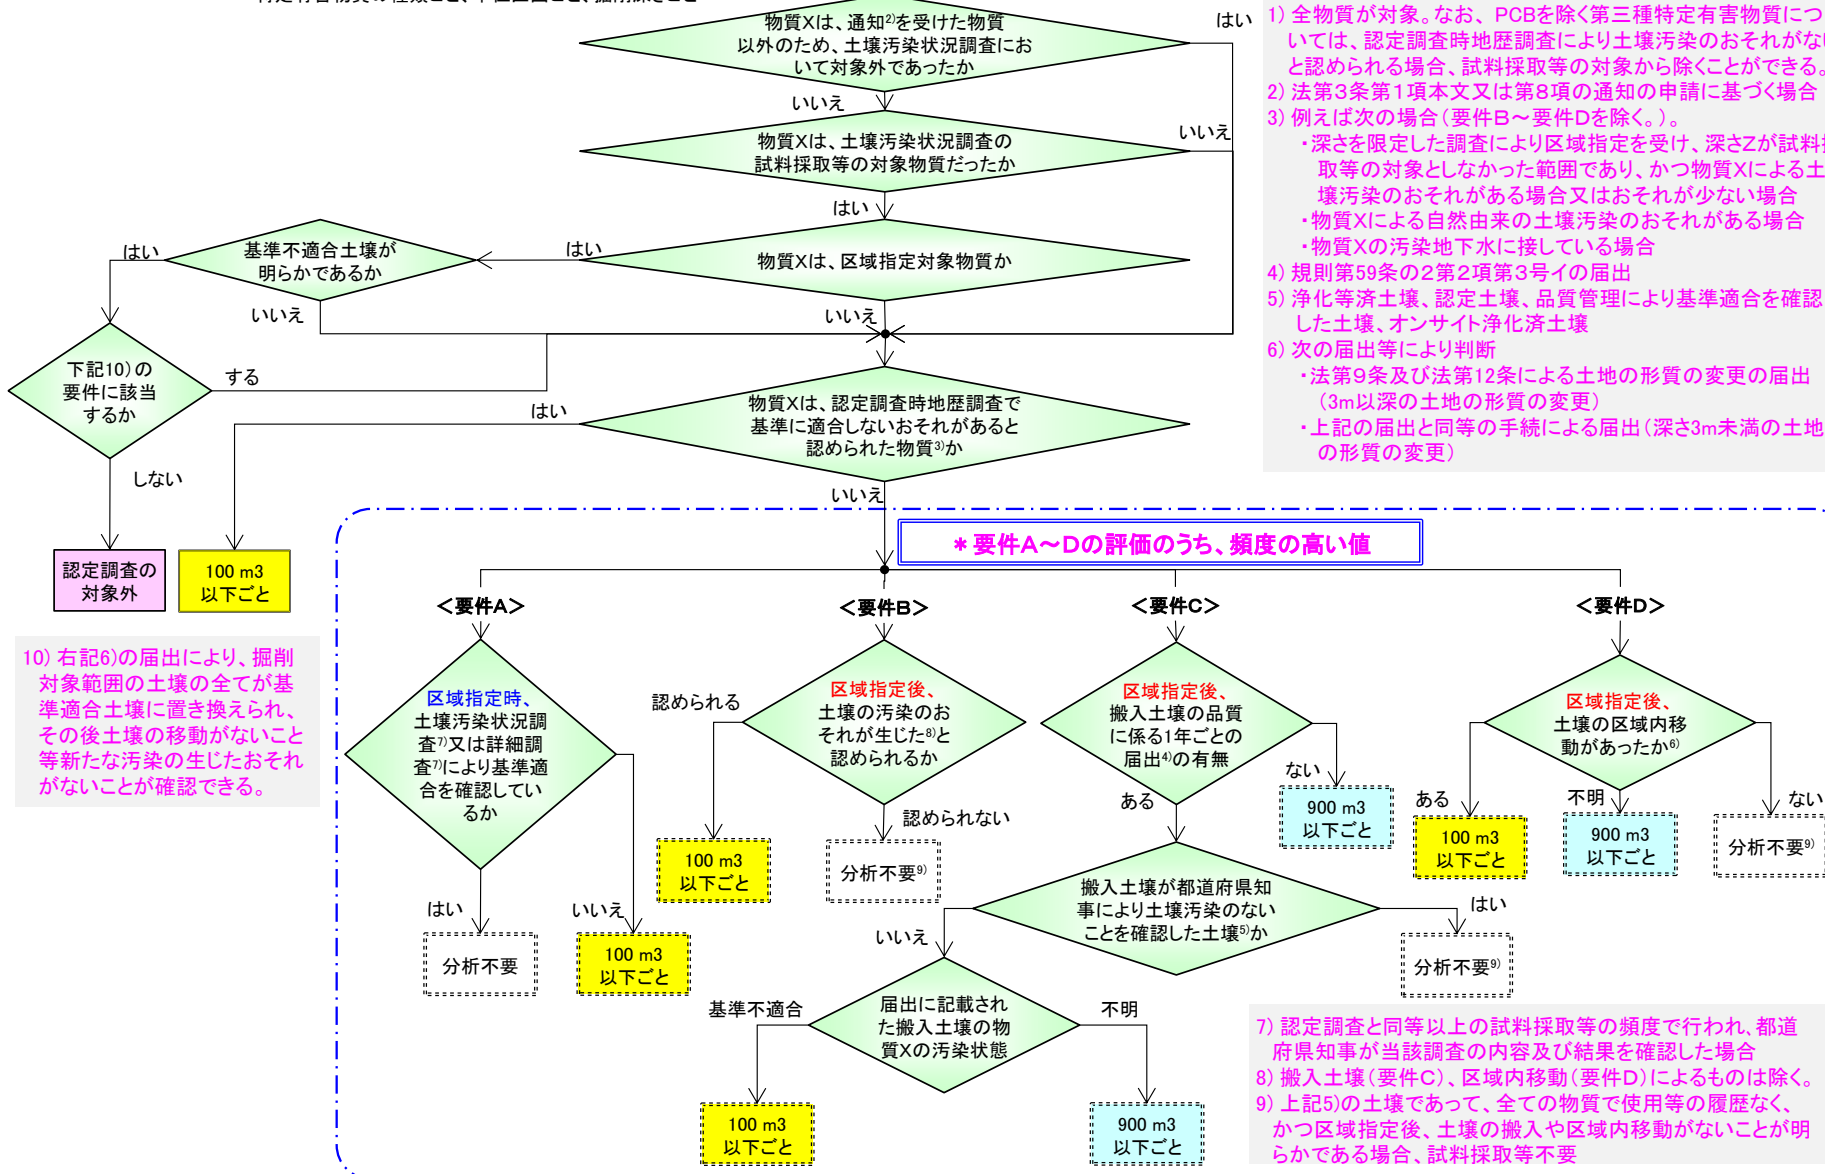 物質Xは、通知2)を受けた物質
以外のため、土壌汚染状況調査にお
いて対象外であったか
はい
いいえ
物質Xは、土壌汚染状況調査の
試料採取等の対象物質だったか
いいえ
はい
物質Xは、区域指定対象物質か
はい
いいえ
基準不適合土壌が
明らかであるか
はい
いいえ
下記10)の
要件に該当
するか
する
しない
物質Xは、認定調査時地歴調査で
基準に適合しないおそれがあると
認められた物質3)か
はい
いいえ
認定調査の
対象外
100 m3
以下ごと
1) 全物質が対象。なお、PCBを除く第三種特定有害物質につ
いては、認定調査時地歴調査により土壌汚染のおそれがない
と認められる場合、試料採取等の対象から除くことができる。
2) 法第3条第1項本文又は第8項の通知の申請に基づく場合
3) 例えば次の場合(要件B~要件Dを除く。)。
・深さを限定した調査により区域指定を受け、深さZが試料採
取等の対象としなかった範囲であり、かつ物質Xによる土
壌汚染のおそれがある場合又はおそれが少ない場合
・物質Xによる自然由来の土壌汚染のおそれがある場合
・物質Xの汚染地下水に接している場合
4) 規則第59条の2第2項第3号イの届出
5) 浄化等済土壌、認定土壌、品質管理により基準適合を確認
した土壌、オンサイト浄化済土壌
6) 次の届出等により判断
・法第9条及び法第12条による土地の形質の変更の届出
(3m以深の土地の形質の変更)
・上記の届出と同等の手続による届出(深さ3m未満の土地
の形質の変更)
*要件A~Dの評価のうち、頻度の高い値
<要件A>
<要件B>
<要件C>
<要件D>
10) 右記6)の届出により、掘削
対象範囲の土壌の全てが基
準適合土壌に置き換えられ、
その後土壌の移動がないこと
等新たな汚染の生じたおそれ
がないことが確認できる。
区域指定時、
土壌汚染状況調
査7)又は詳細調
査7)により基準適
合を確認してい
るか
はい
いいえ
分析不要
100 m3
以下ごと
区域指定後、
土壌の汚染のお
それが生じた8)と
認められるか
認められる
認められない
100 m3
以下ごと
分析不要9)
区域指定後、
搬入土壌の品質
に係る1年ごとの
届出4)の有無
ない
ある
900 m3
以下ごと
搬入土壌が都道府県知
事により土壌汚染のない
ことを確認した土壌5)か
はい
いいえ
分析不要9)
届出に記載され
た搬入土壌の物
質Xの汚染状態
基準不適合
不明
100 m3
以下ごと
900 m3
以下ごと
区域指定後、
土壌の区域内移
動があったか6)
ある
不明
ない
100 m3
以下ごと
900 m3
以下ごと
分析不要9)
7) 認定調査と同等以上の試料採取等の頻度で行われ、都道
府県知事が当該調査の内容及び結果を確認した場合
8) 搬入土壌(要件C)、区域内移動(要件D)によるものは除く。
9) 上記5)の土壌であって、全ての物質で使用等の履歴なく、
かつ区域指定後、土壌の搬入や区域内移動がないことが明
らかである場合、試料採取等不要